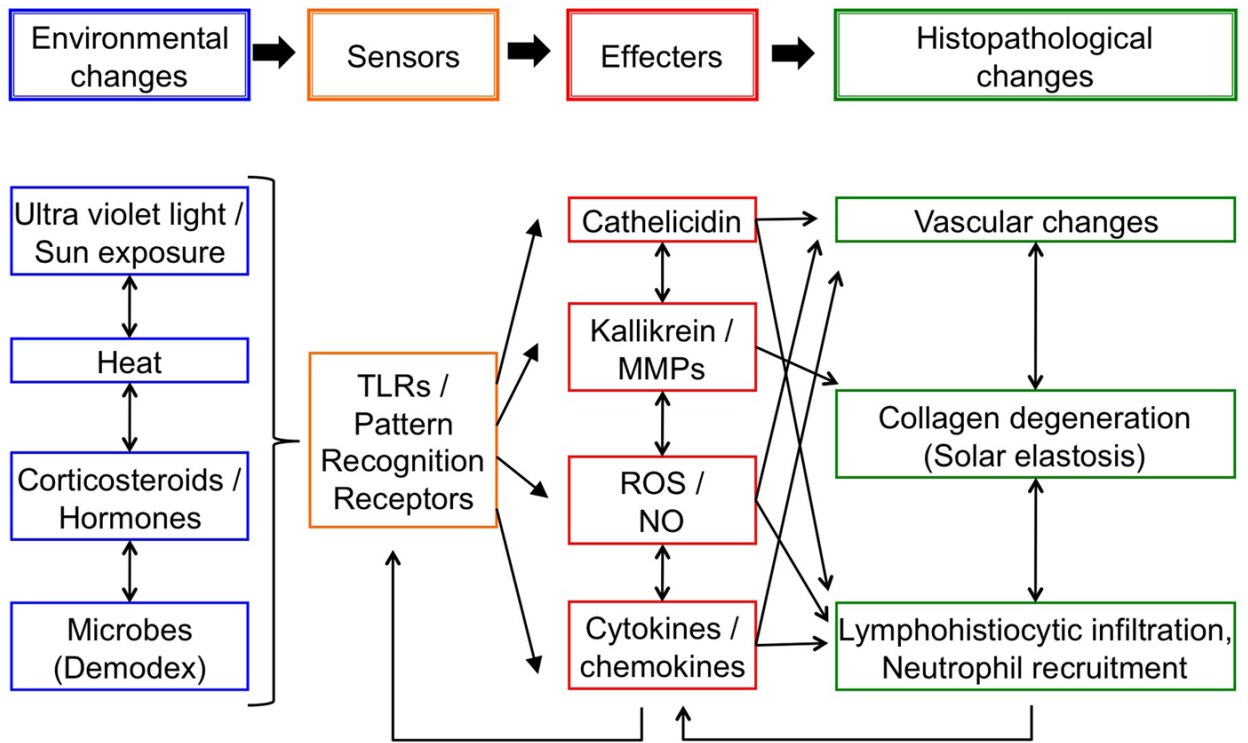 Environmental
changes
Sensors
Effecters
Histopathological
changes
Ultra violet light /
Sun exposure
Heat
Corticosteroids /
Hormones
Microbes
(Demodex)
TLRs /
Pattern
Recognition
Receptors
Cathelicidin
Kallikrein /
MMPs
ROS /
NO
Cytokines /
chemokines
Vascular changes
Collagen degeneration
(Solar elastosis)
Lymphohistiocytic infiltration,
Neutrophil recruitment